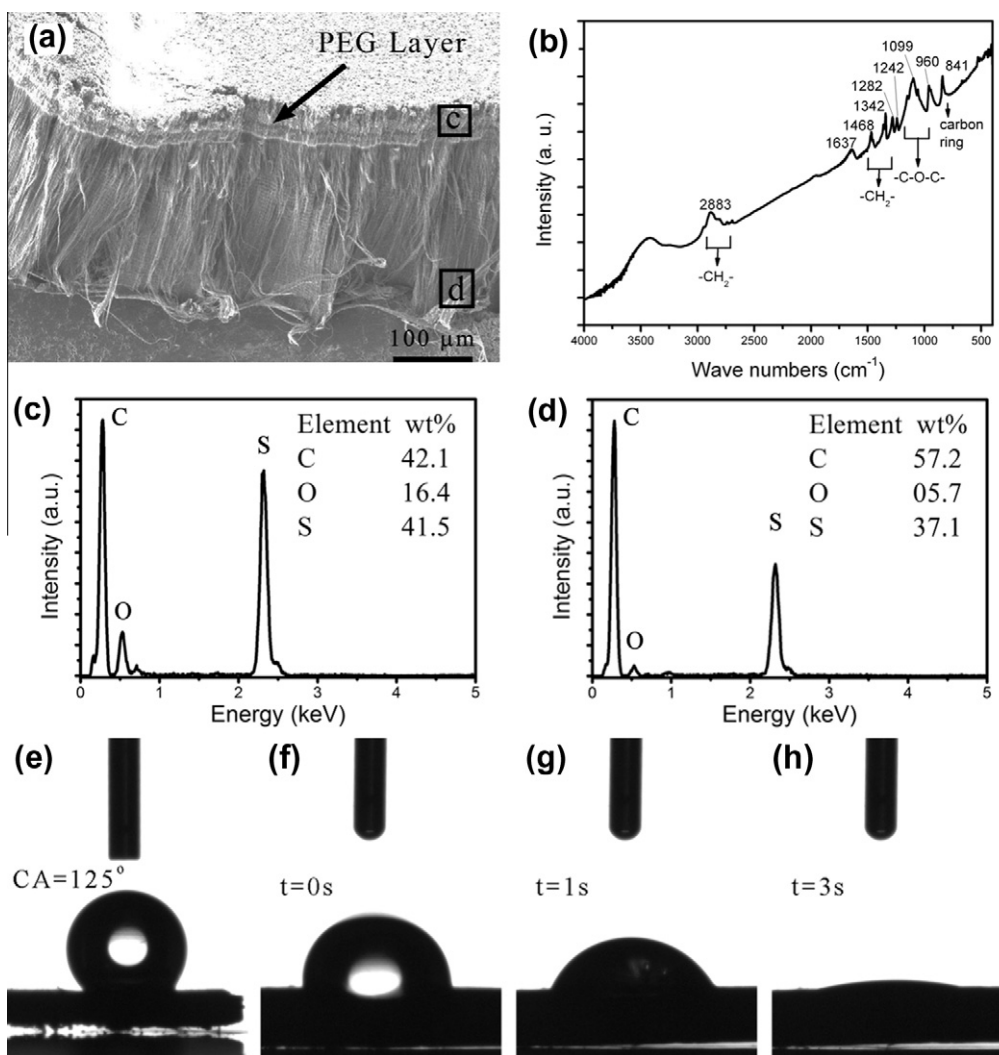 (a)
PEG Layer
c
d
100 μm
(b)
1099
1242
960
841
1282
1342
1468
1637
carbon
ring
-C-O-C-
-CH₂-
2883
-CH₂-
Intensity (a. u.)
4000 3500 3000 2500 2000 1500 1000 500
Wave numbers (cm⁻¹)
(c)
C
Element wt%
C 42.1
O 16.4
S 41.5
S
O
Intensity (a.u.)
0 1 2 3 4 5
Energy (keV)
(d)
C
Element wt%
C 57.2
O 05.7
S 37.1
S
O
Intensity (a.u.)
0 1 2 3 4 5
Energy (keV)
(e)
CA=125°
(f)
t=0s
(g)
t=1s
(h)
t=3s